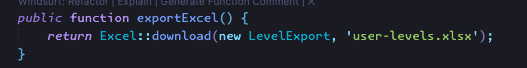 Windsurf: Refactor | Explain | Generate Function Comment | X
public function exportExcel() {
return Excel::download(new LevelExport, 'user-levels.xlsx');
}